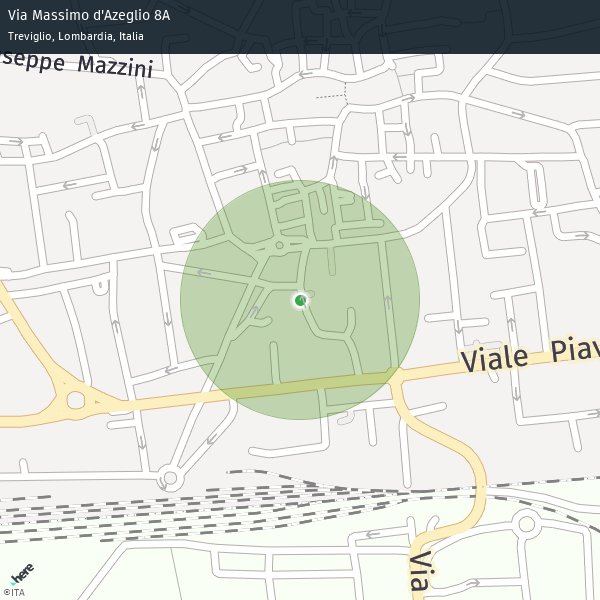 Via Massimo d'Azeglio 8A
Treviglio, Lombardia, Italia
seppe Mazzini
Viale Piav
Via
here
©ITA